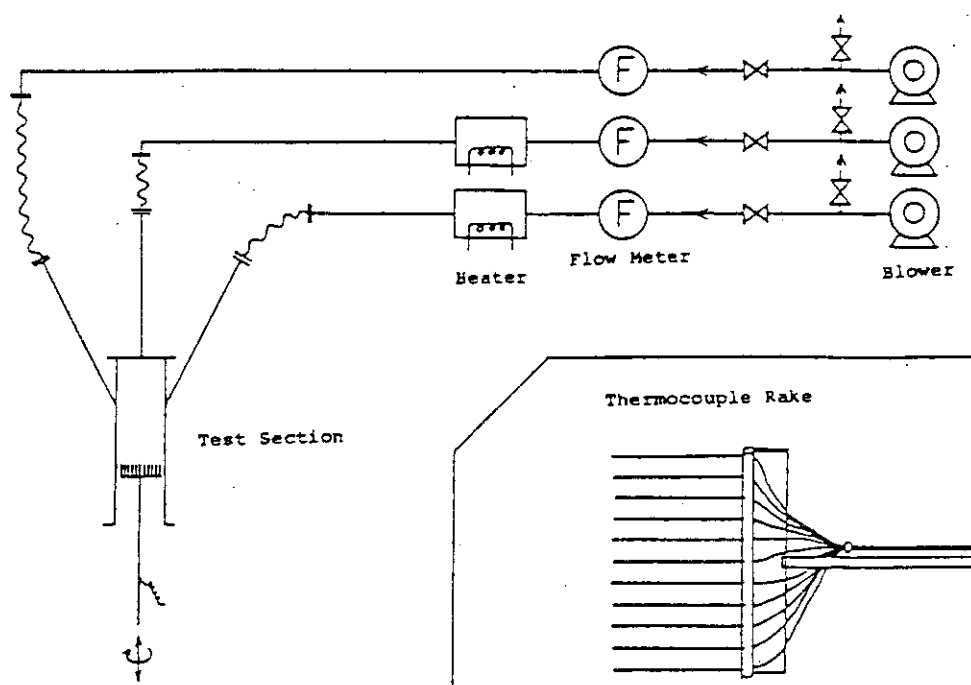 F
F
F
Heater
Flow Meter
Blower
Thermocouple Rake
Test Section